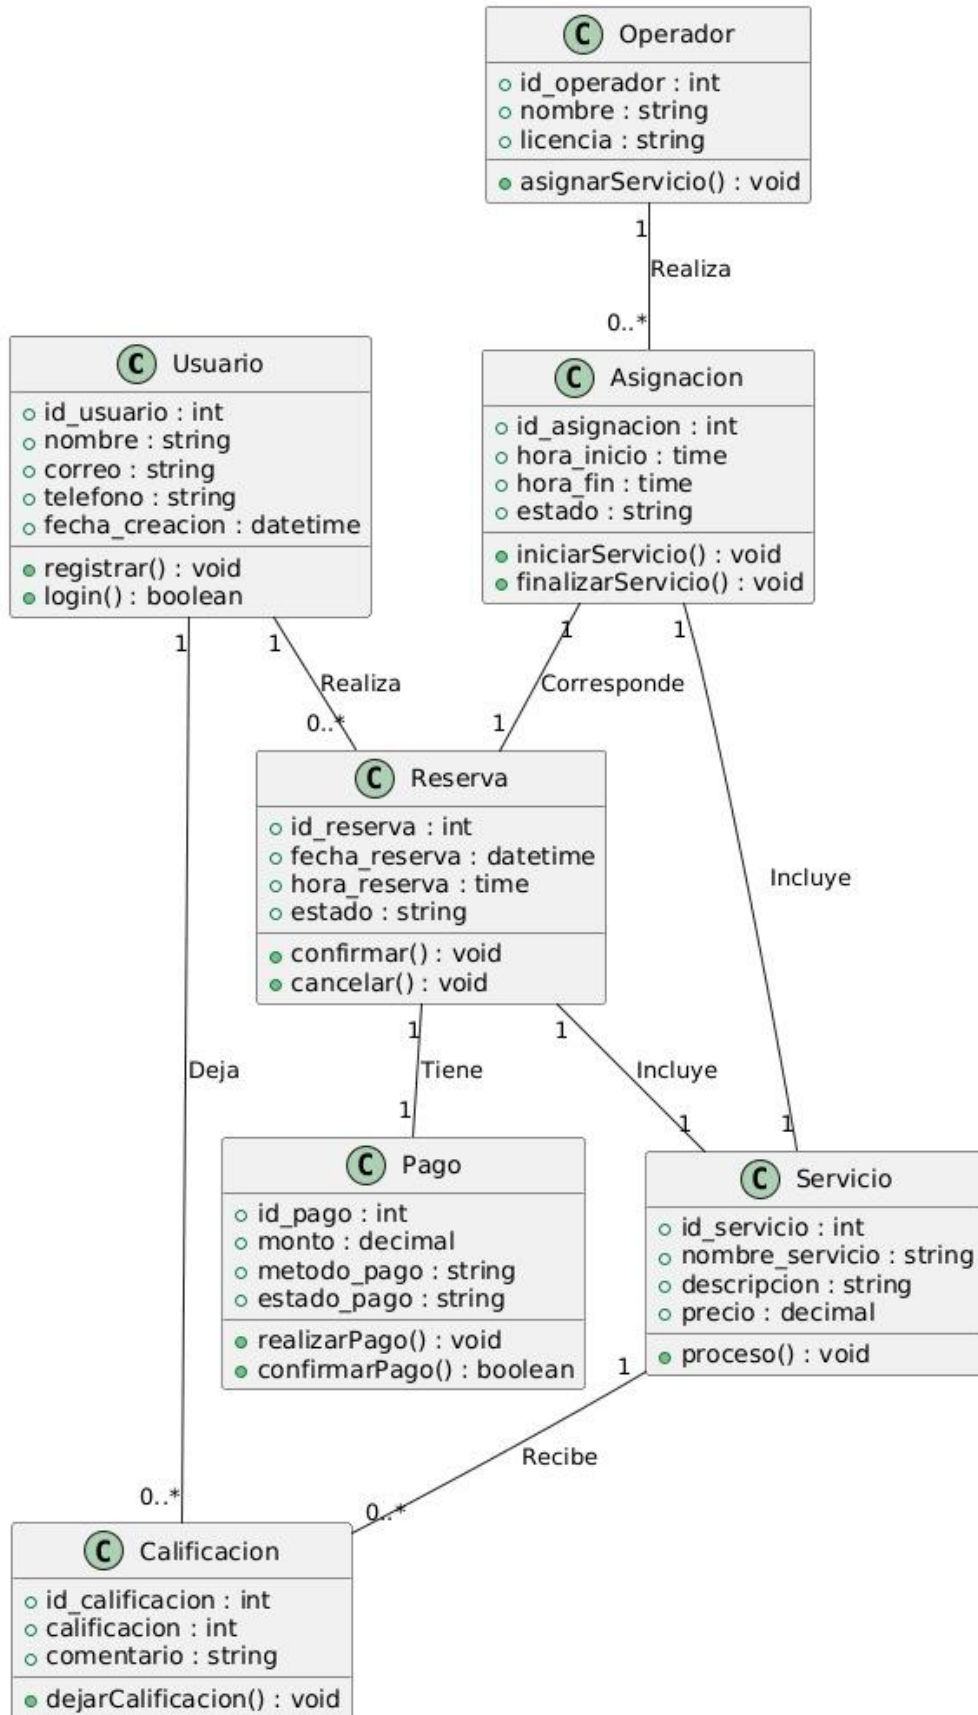 C Operador
id_operador : int
nombre : string
licencia : string
asignarServicio() : void
1
Realiza
0..*
C Usuario
id_usuario : int
nombre : string
correo : string
telefono : string
fecha_creacion : datetime
registrar() : void
login() : boolean
C Asignacion
id_asignacion : int
hora_inicio : time
hora_fin : time
estado : string
iniciarServicio() : void
finalizarServicio() : void
1
1
1
1
Realiza
Corresponde
0..*
1
C Reserva
id_reserva : int
fecha_reserva : datetime
hora_reserva : time
estado : string
confirmar() : void
cancelar() : void
Incluye
1
1
Deja
Tiene
Incluye
1
1
1
C Pago
id_pago : int
monto : decimal
metodo_pago : string
estado_pago : string
realizarPago() : void
confirmarPago() : boolean
C Servicio
id_servicio : int
nombre_servicio : string
descripcion : string
precio : decimal
proceso() : void
1
Recibe
0..*
0..*
C Calificacion
id_calificacion : int
calificacion : int
comentario : string
dejarCalificacion() : void